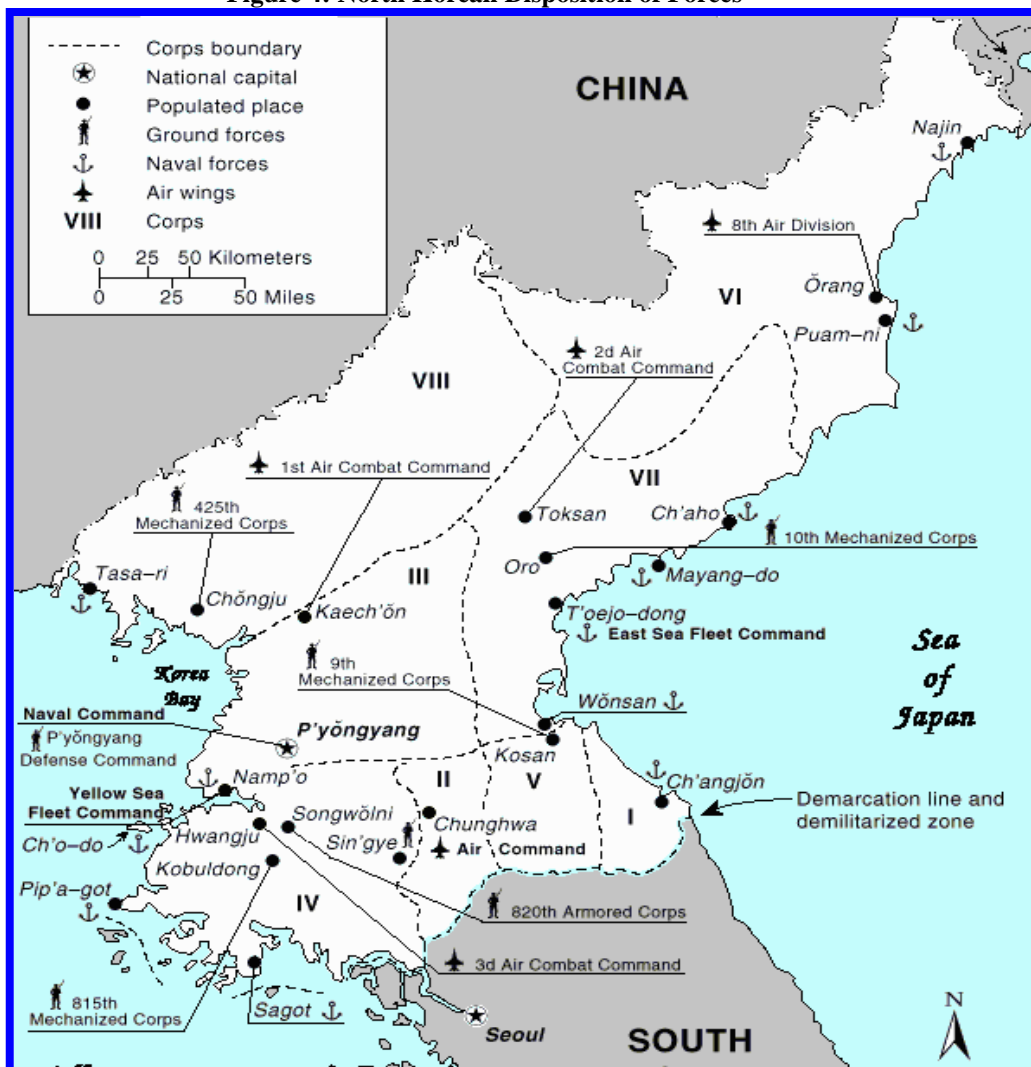 Figure 4: North Korean Disposition of Forces
Corps boundary
National capital
Populated place
Ground forces
Naval forces
Air wings
VIII Corps
0 25 50 Kilometers
0 25 50 Miles
CHINA
Najin
8th Air Division
Ŏrang
VI
Puam-ni
2d Air
Combat Command
VIII
1st Air Combat Command
VII
425th
Mechanized Corps
Toksan
Ch'aho
10th Mechanized Corps
Oro
Mayang-do
III
Tasa-ri
Chŏngju
Kaech'ŏn
T'oejo-dong
East Sea Fleet Command
9th
Mechanized Corps
Korea
Bay
Sea
of
Japan
Naval Command
P'yŏngyang
P'yŏngyang
Defense Command
Wŏnsan
Kosan
Namp'o
II
V
Ch'angjŏn
Yellow Sea
Fleet Command
Songwŏlni
I
Demarcation line and
demilitarized zone
Chunghwa
Ch'o-do
Hwangju
Sin'gye
Air Command
Kobuldong
Pip'a-got
IV
820th Armored Corps
3d Air Combat Command
815th
Mechanized Corps
Sagot
Seoul
N
SOUTH